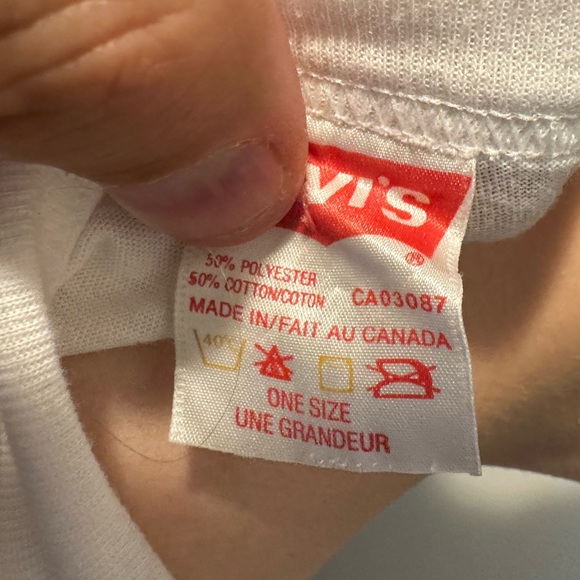 VI'S
®
50% POLYESTER
50% COTTON/COTON CA03087
MADE IN/FAIT AU CANADA
40°
ONE SIZE
UNE GRANDEUR